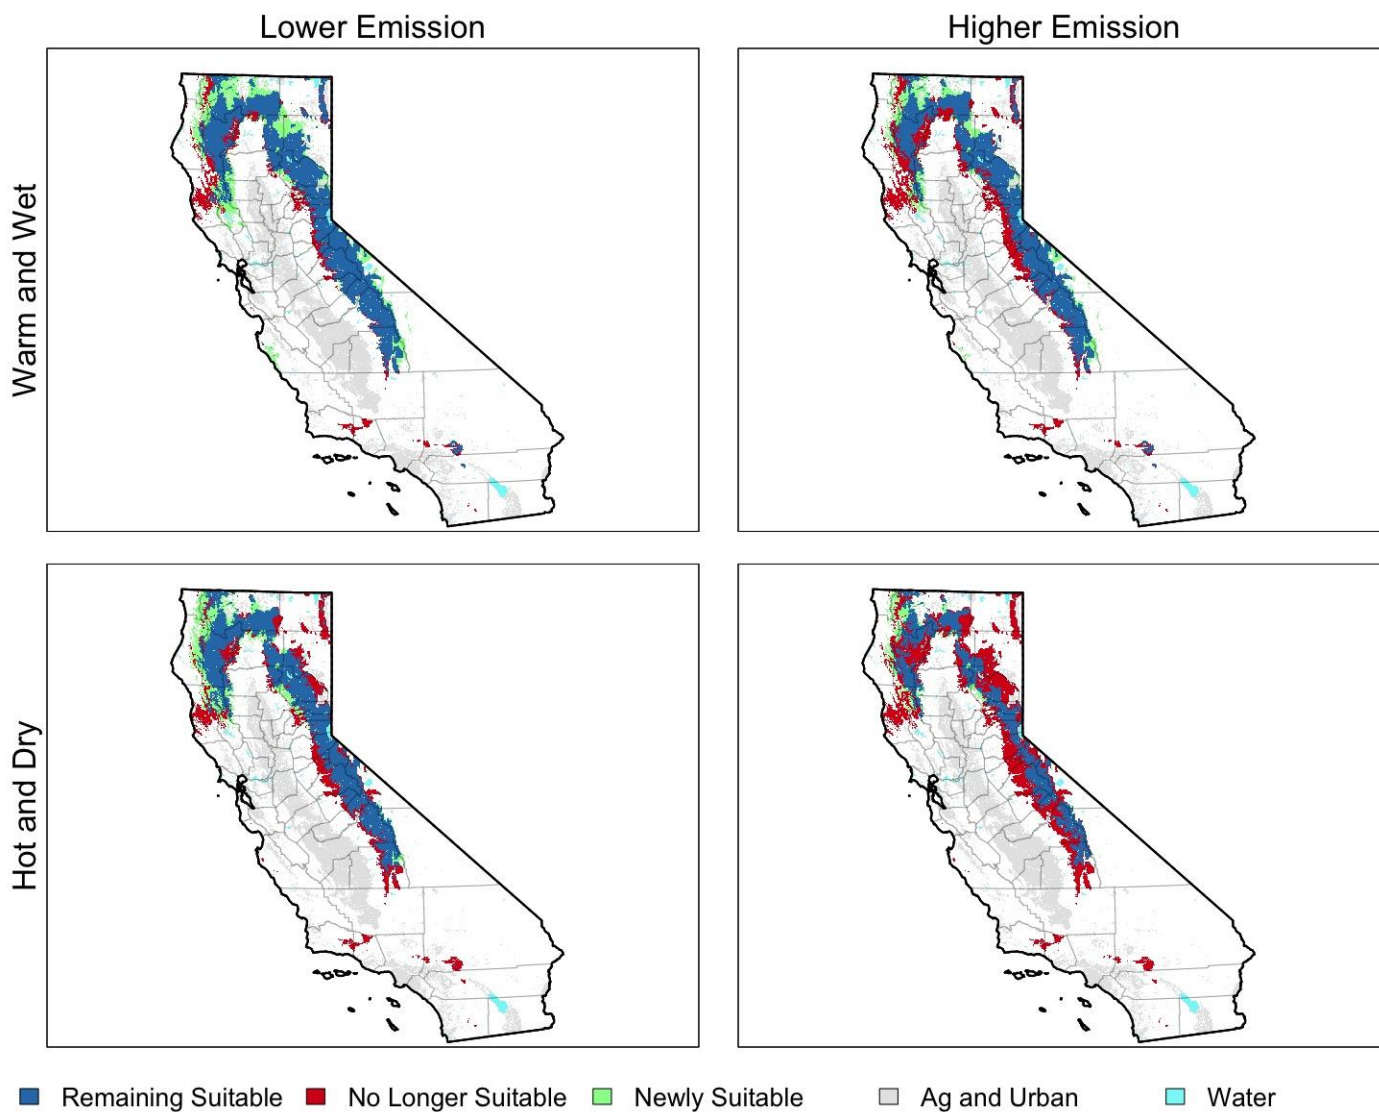 Lower Emission
Higher Emission
Warm and Wet
Hot and Dry
Remaining Suitable
No Longer Suitable
Newly Suitable
Ag and Urban
Water